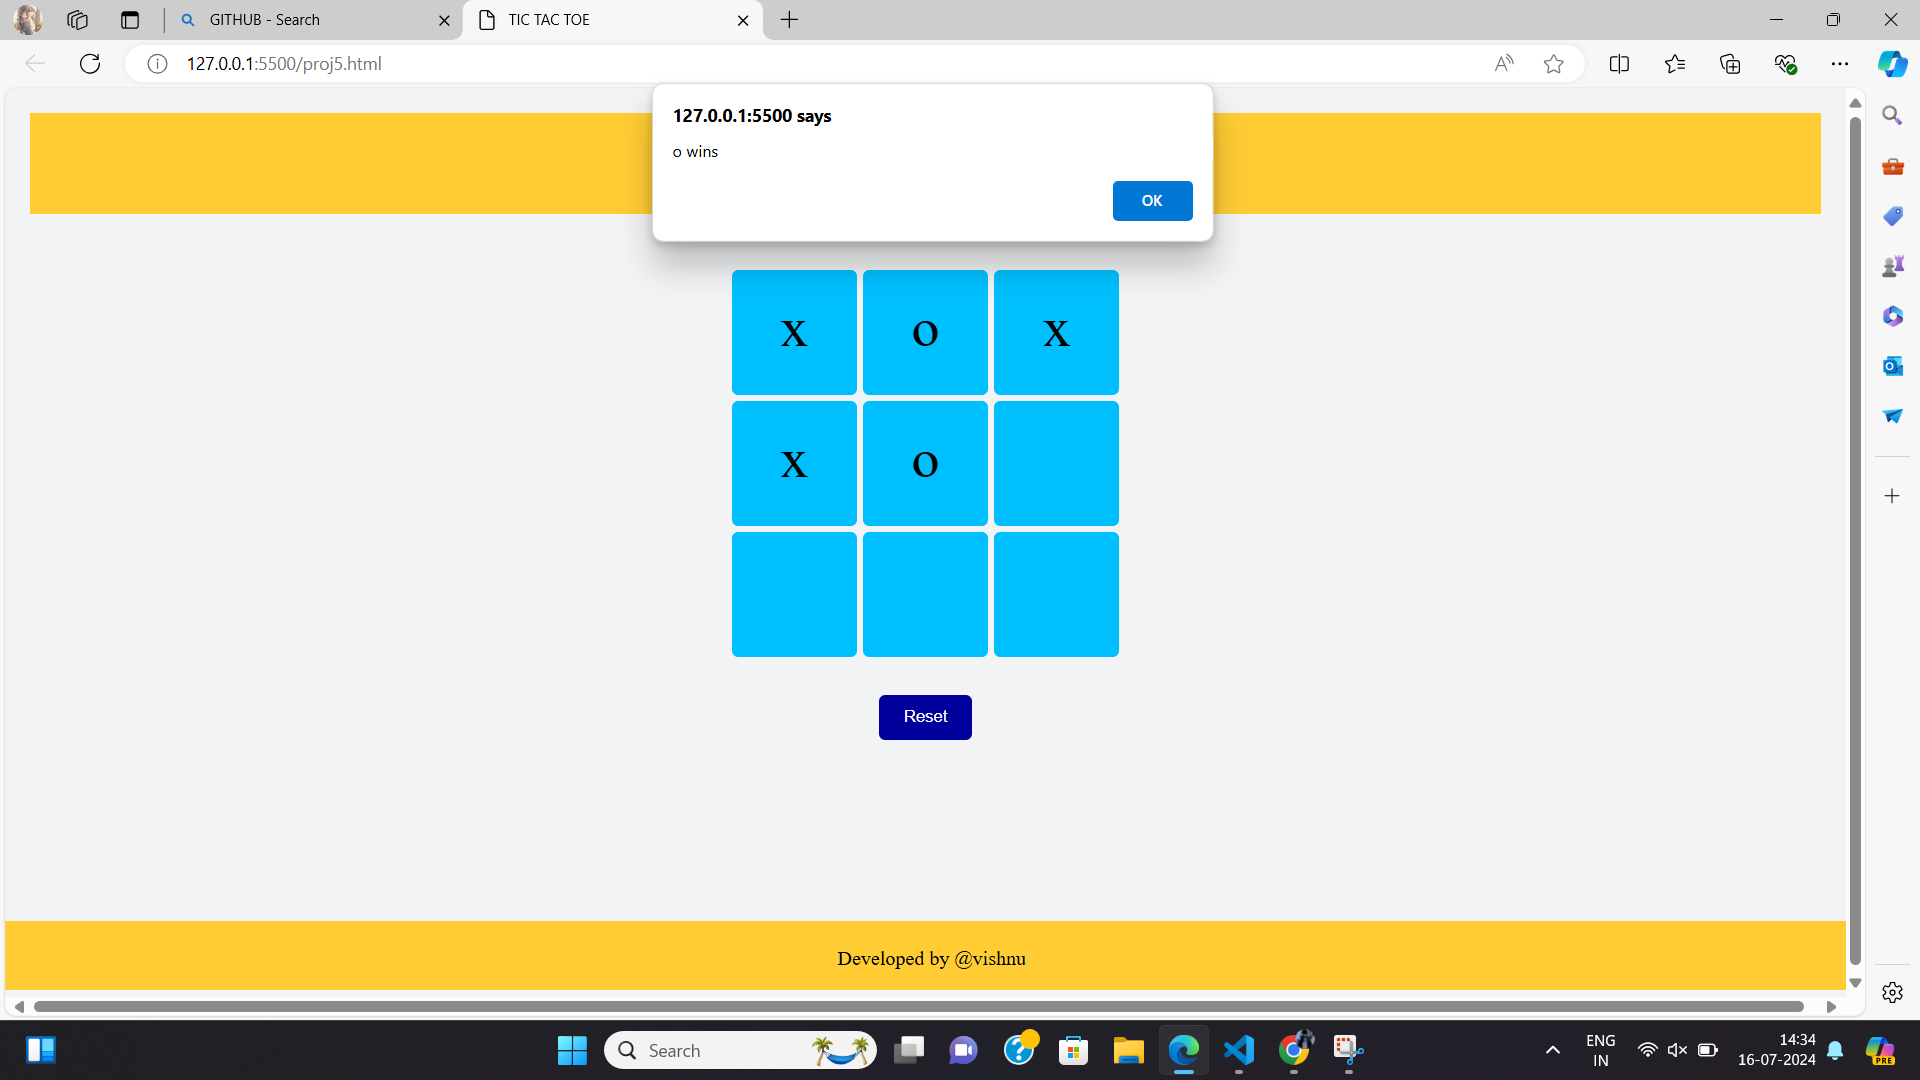 GITHUB - Search
TIC TAC TOE
127.0.0.1:5500/proj5.html
127.0.0.1:5500 says
o wins
OK
X O X
X O
Reset
Developed by @vishnu
Search
ENG
IN
14:34
16-07-2024
PRE